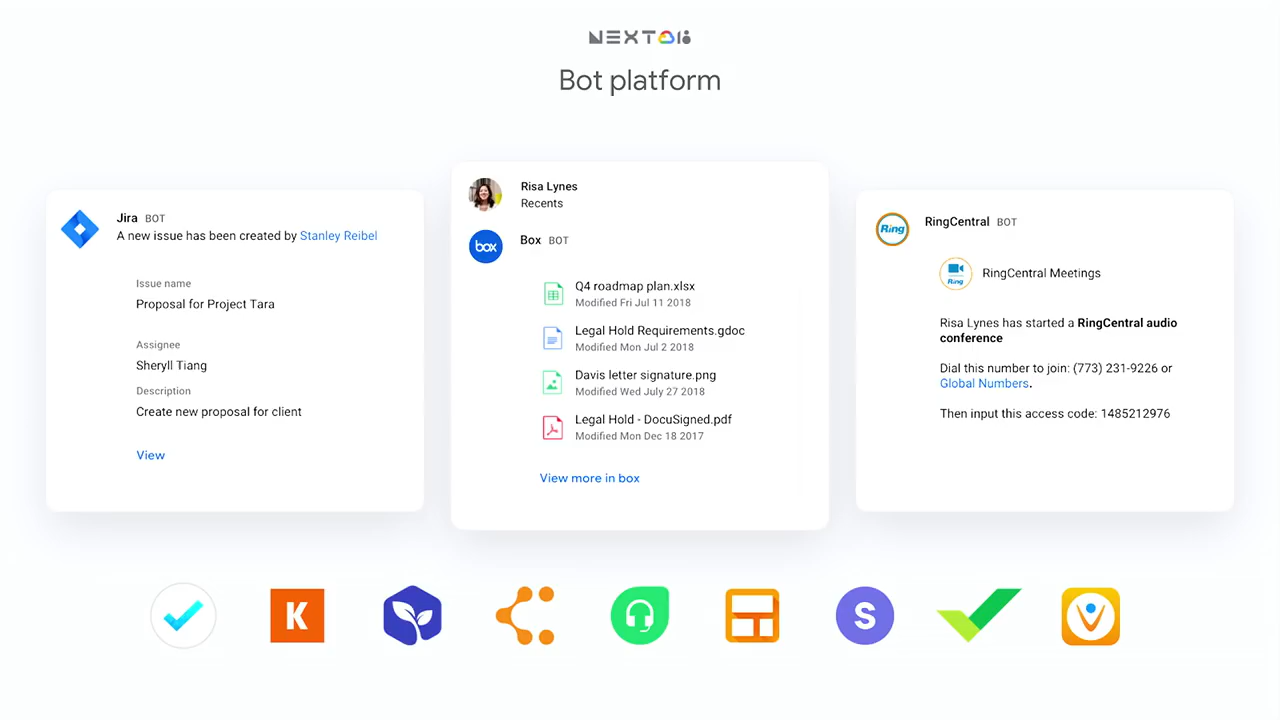 NEXT 18
Bot platform
Jira BOT
A new issue has been created by Stanley Reibel
Issue name
Proposal for Project Tara
Assignee
Sheryll Tiang
Description
Create new proposal for client
View
Risa Lynes
Recents
box
Box BOT
Q4 roadmap plan.xlsx
Modified Fri Jul 11 2018
Legal Hold Requirements.gdoc
Modified Mon Jul 2 2018
Davis letter signature.png
Modified Wed July 27 2018
Legal Hold - DocuSigned.pdf
Modified Mon Dec 18 2017
View more in box
Ring
RingCentral BOT
Ring
RingCentral Meetings
Risa Lynes has started a RingCentral audio
conference
Dial this number to join: (773) 231-9226 or
Global Numbers.
Then input this access code: 1485212976
K
S